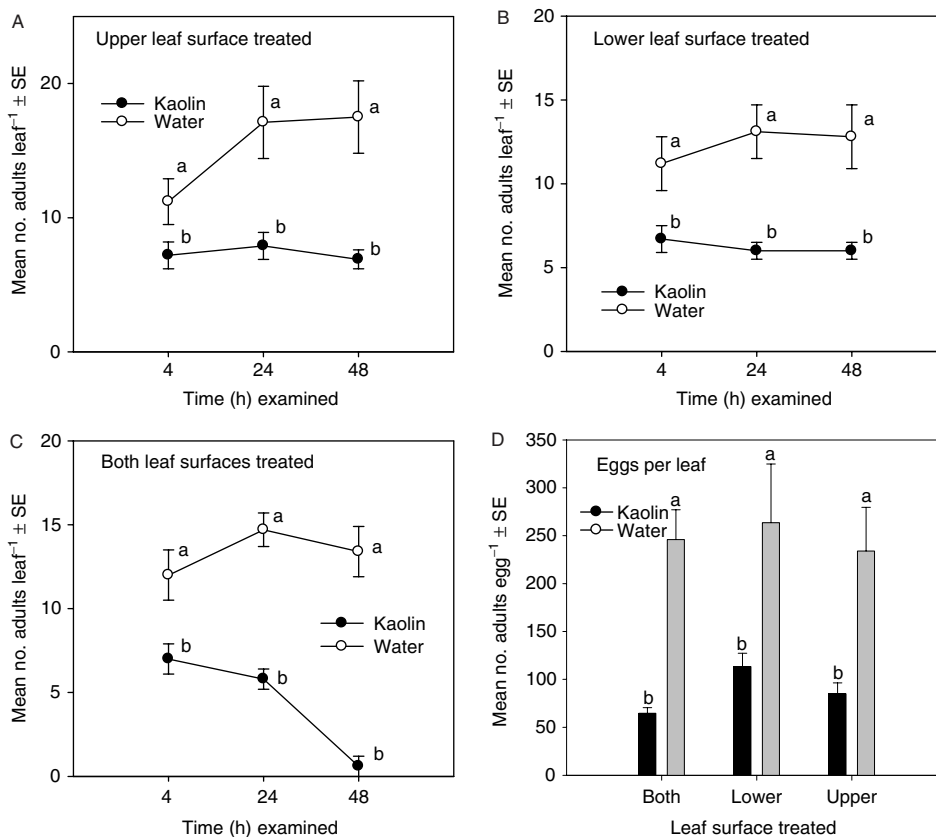 A
Upper leaf surface treated
Mean no. adults leaf⁻¹ ± SE
20
10
0
Kaolin
Water
a
a
a
b
b
b
4
24
48
Time (h) examined
B
Lower leaf surface treated
Mean no. adults leaf⁻¹ ± SE
20
15
10
5
0
a
a
a
b
b
b
Kaolin
Water
4
24
48
Time (h) examined
C
Both leaf surfaces treated
Mean no. adults leaf⁻¹ ± SE
20
15
10
5
0
a
a
a
Kaolin
Water
b
b
b
4
24
48
Time (h) examined
D
Eggs per leaf
Mean no. adults egg⁻¹ ± SE
350
300
250
200
150
100
50
0
Kaolin
Water
a
a
a
b
b
b
Both
Lower
Upper
Leaf surface treated